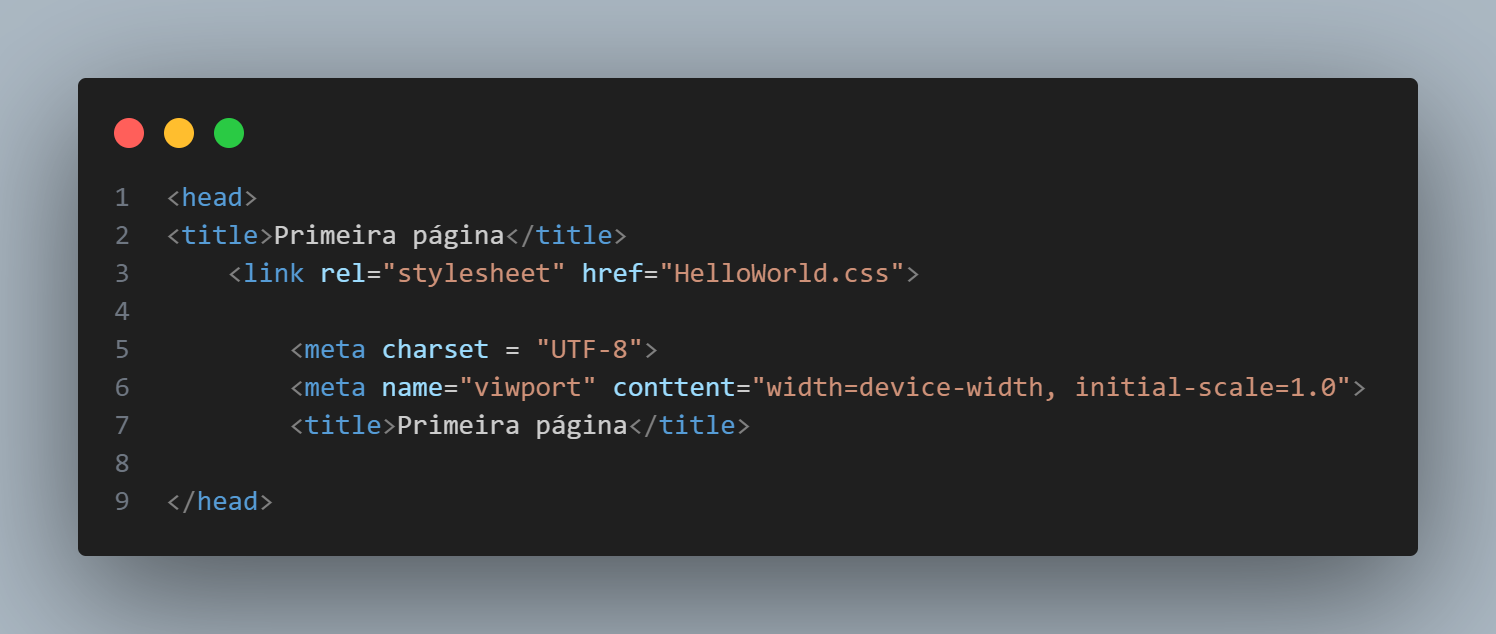 1 <head>
2 <title>Primeira página</title>
3     <link rel="stylesheet" href="HelloWorld.css">
4
5         <meta charset = "UTF-8">
6         <meta name="viwport" conttent="width=device-width, initial-scale=1.0">
7         <title>Primeira página</title>
8
9 </head>